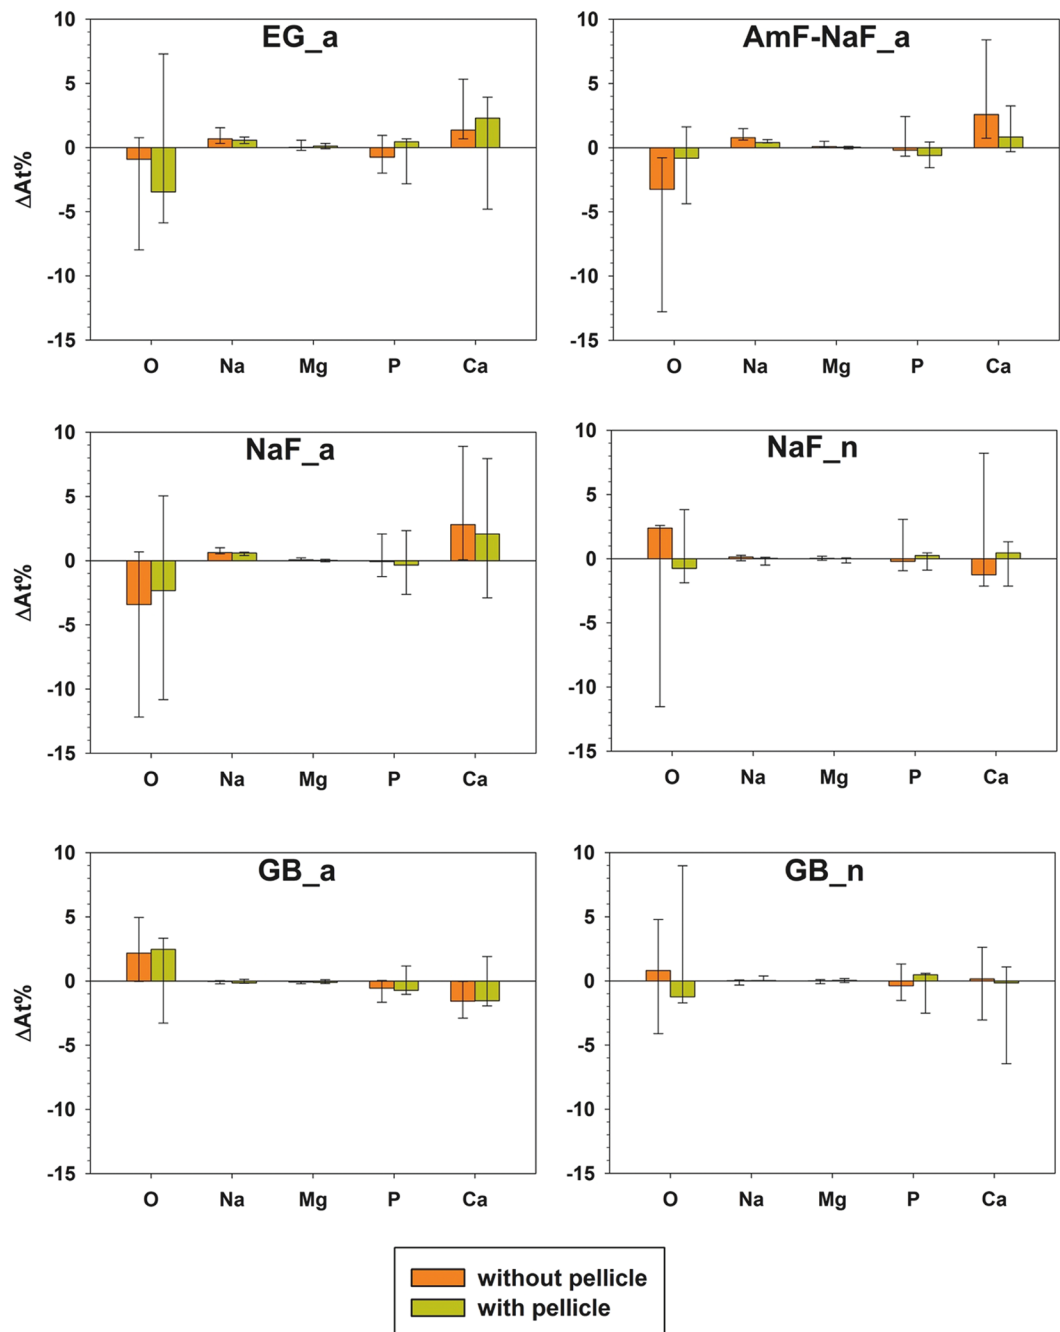 EG_a
AmF-NaF_a
10
5
0
-5
-10
-15
ΔAt%
O Na Mg P Ca
10
5
0
-5
-10
-15
O Na Mg P Ca
NaF_a
NaF_n
10
5
0
-5
-10
-15
ΔAt%
O Na Mg P Ca
10
5
0
-5
-10
-15
O Na Mg P Ca
GB_a
GB_n
10
5
0
-5
-10
-15
ΔAt%
O Na Mg P Ca
10
5
0
-5
-10
-15
O Na Mg P Ca
without pellicle
with pellicle